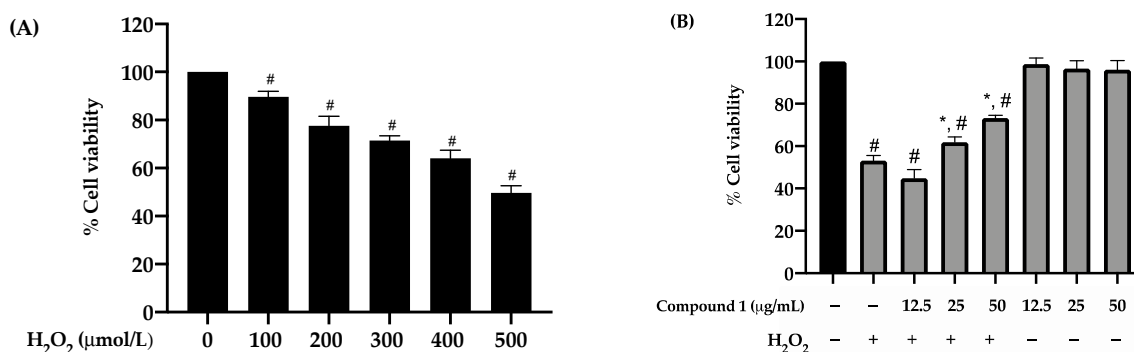 (A)
% Cell viability
120
100
80
60
40
20
0
# # # # #
H₂O₂ (μmol/L) 0 100 200 300 400 500
(B)
% Cell viability
120
100
80
60
40
20
0
# # *, # *, #
Compound 1 (μg/mL) – – 12.5 25 50 12.5 25 50
H₂O₂ – + + + + – – –